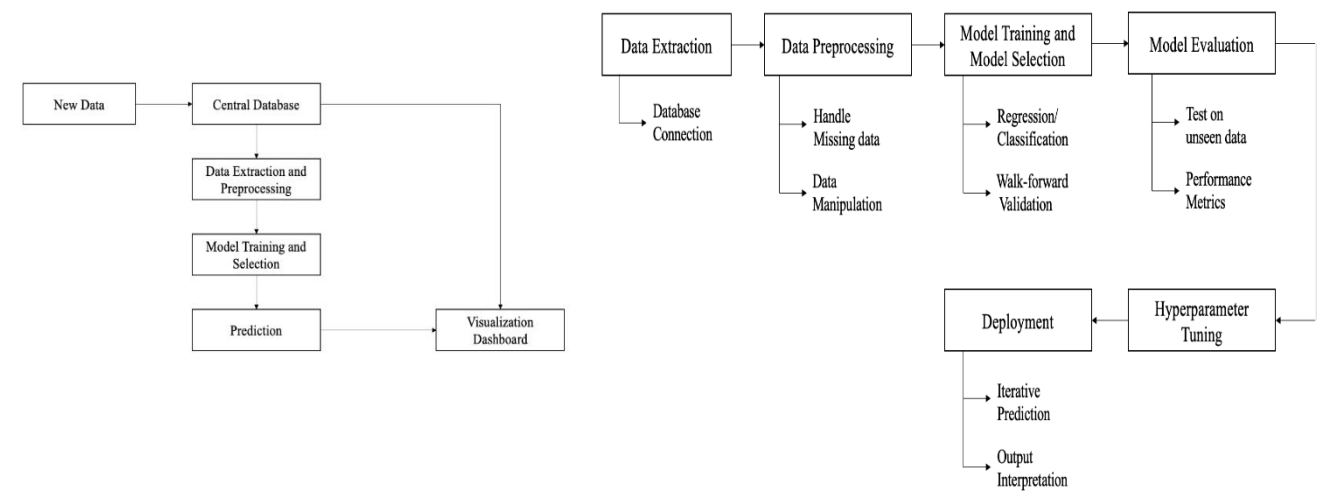 New Data
Central Database
Data Extraction and
Preprocessing
Model Training and
Selection
Prediction
Visualization
Dashboard
Data Extraction
Database
Connection
Data Preprocessing
Handle
Missing data
Data
Manipulation
Model Training and
Model Selection
Regression/
Classification
Walk-forward
Validation
Model Evaluation
Test on
unseen data
Performance
Metrics
Hyperparameter
Tuning
Deployment
Iterative
Prediction
Output
Interpretation